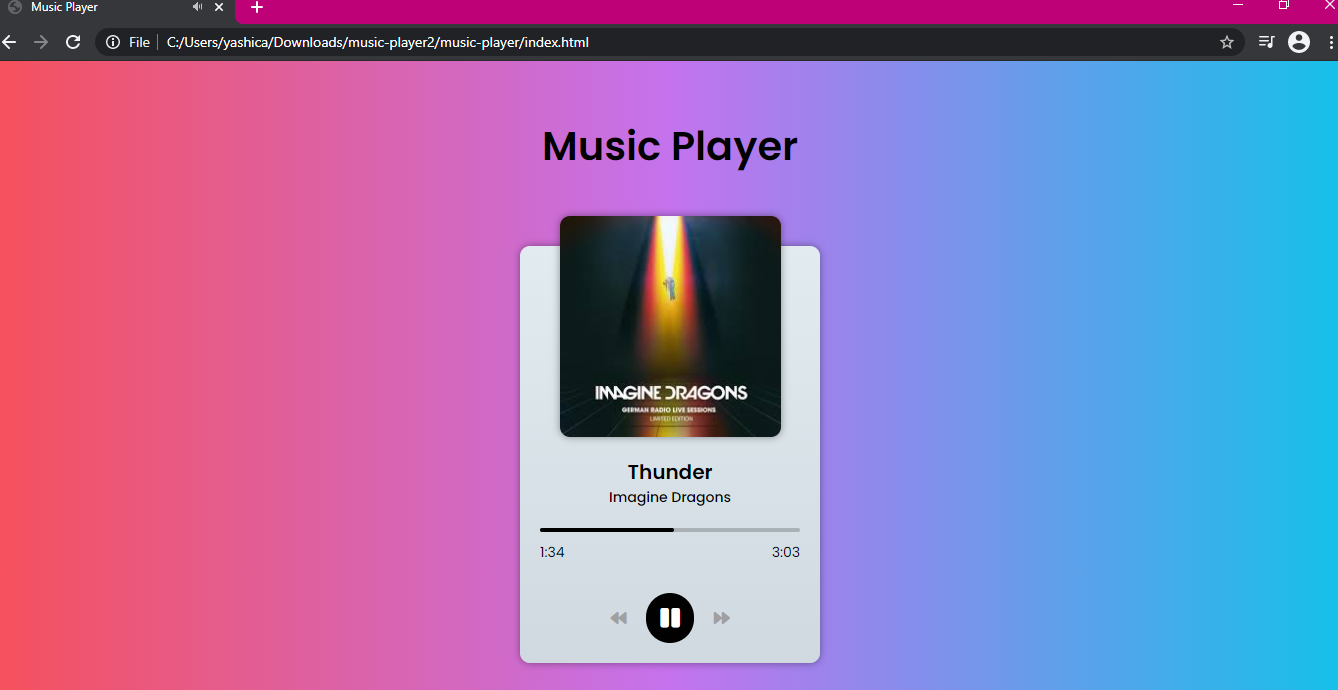 Music Player
File
C:/Users/yashica/Downloads/music-player2/music-player/index.html
Music Player
IMAGINE DRAGONS
GERMAN RADIO LIVE SESSIONS
LIMITED EDITION
Thunder
Imagine Dragons
1:34
3:03